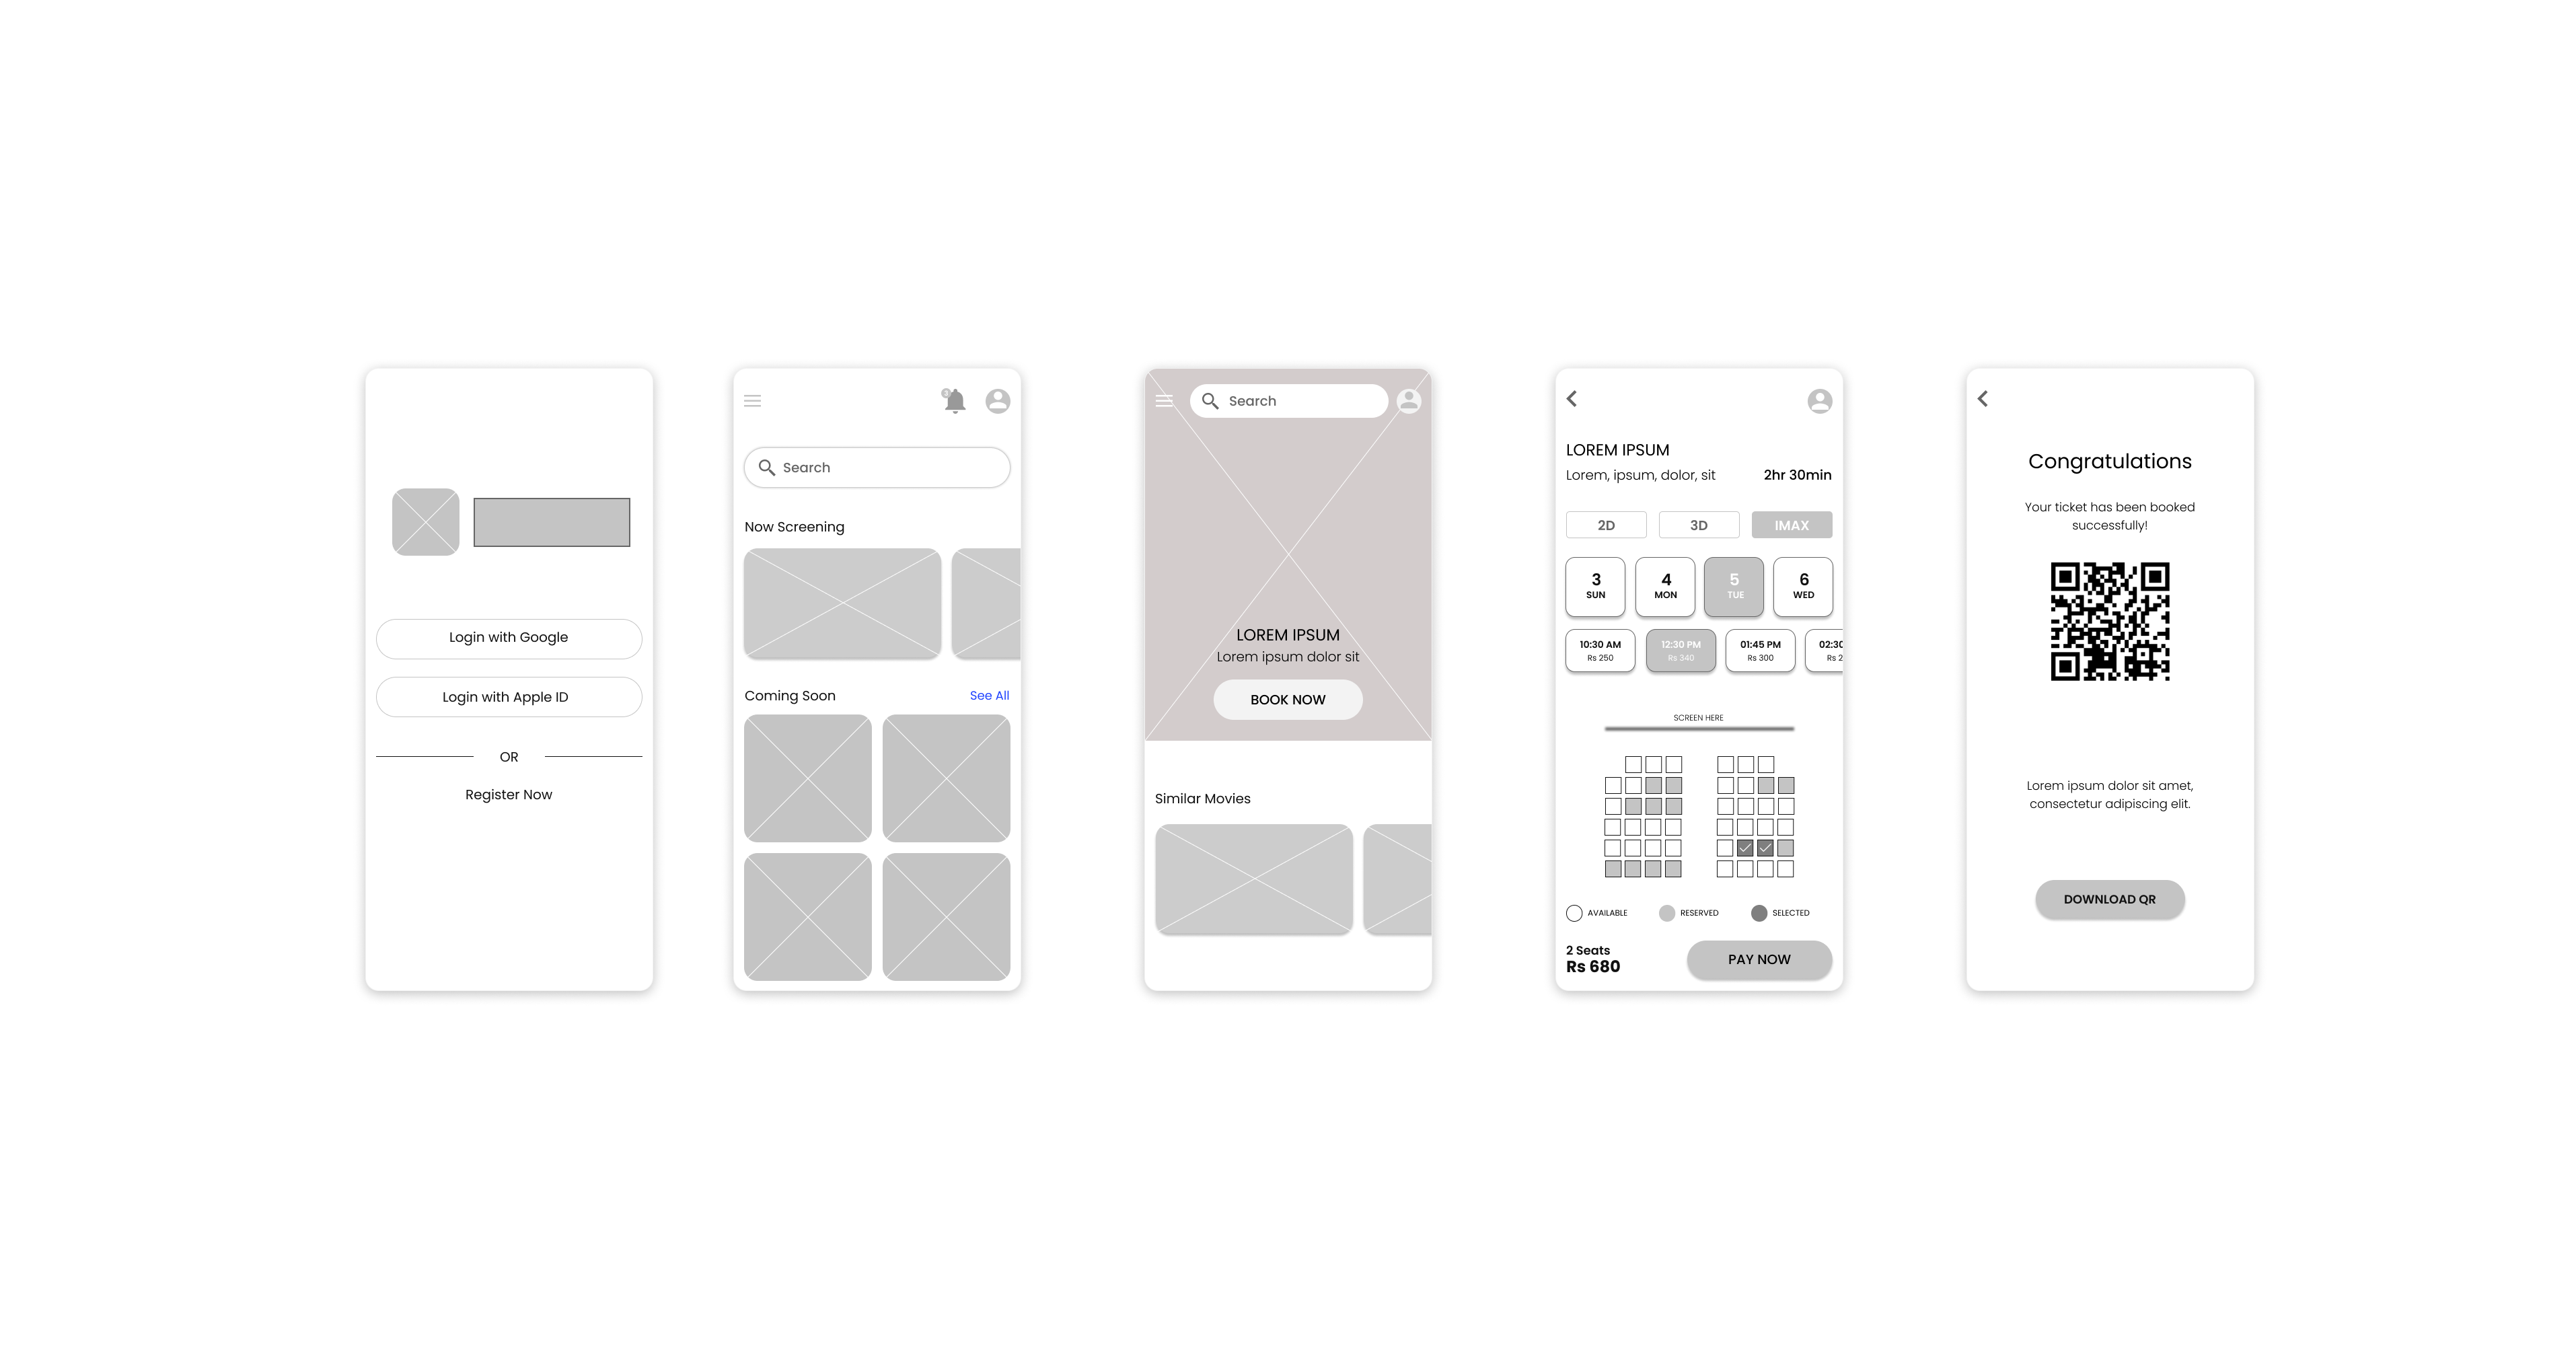 Login with Google
Login with Apple ID
OR
Register Now
2
Search
Now Screening
Coming Soon
See All
Search
LOREM IPSUM
Lorem ipsum dolor sit
BOOK NOW
Similar Movies
LOREM IPSUM
Lorem, ipsum, dolor, sit
2hr 30min
2D
3D
IMAX
3
SUN
4
MON
5
TUE
6
WED
10:30 AM
Rs 250
12:30 PM
Rs 340
01:45 PM
Rs 300
02:30
Rs 2
SCREEN HERE
AVAILABLE
RESERVED
SELECTED
2 Seats
Rs 680
PAY NOW
Congratulations
Your ticket has been booked
successfully!
Lorem ipsum dolor sit amet,
consectetur adipiscing elit.
DOWNLOAD QR